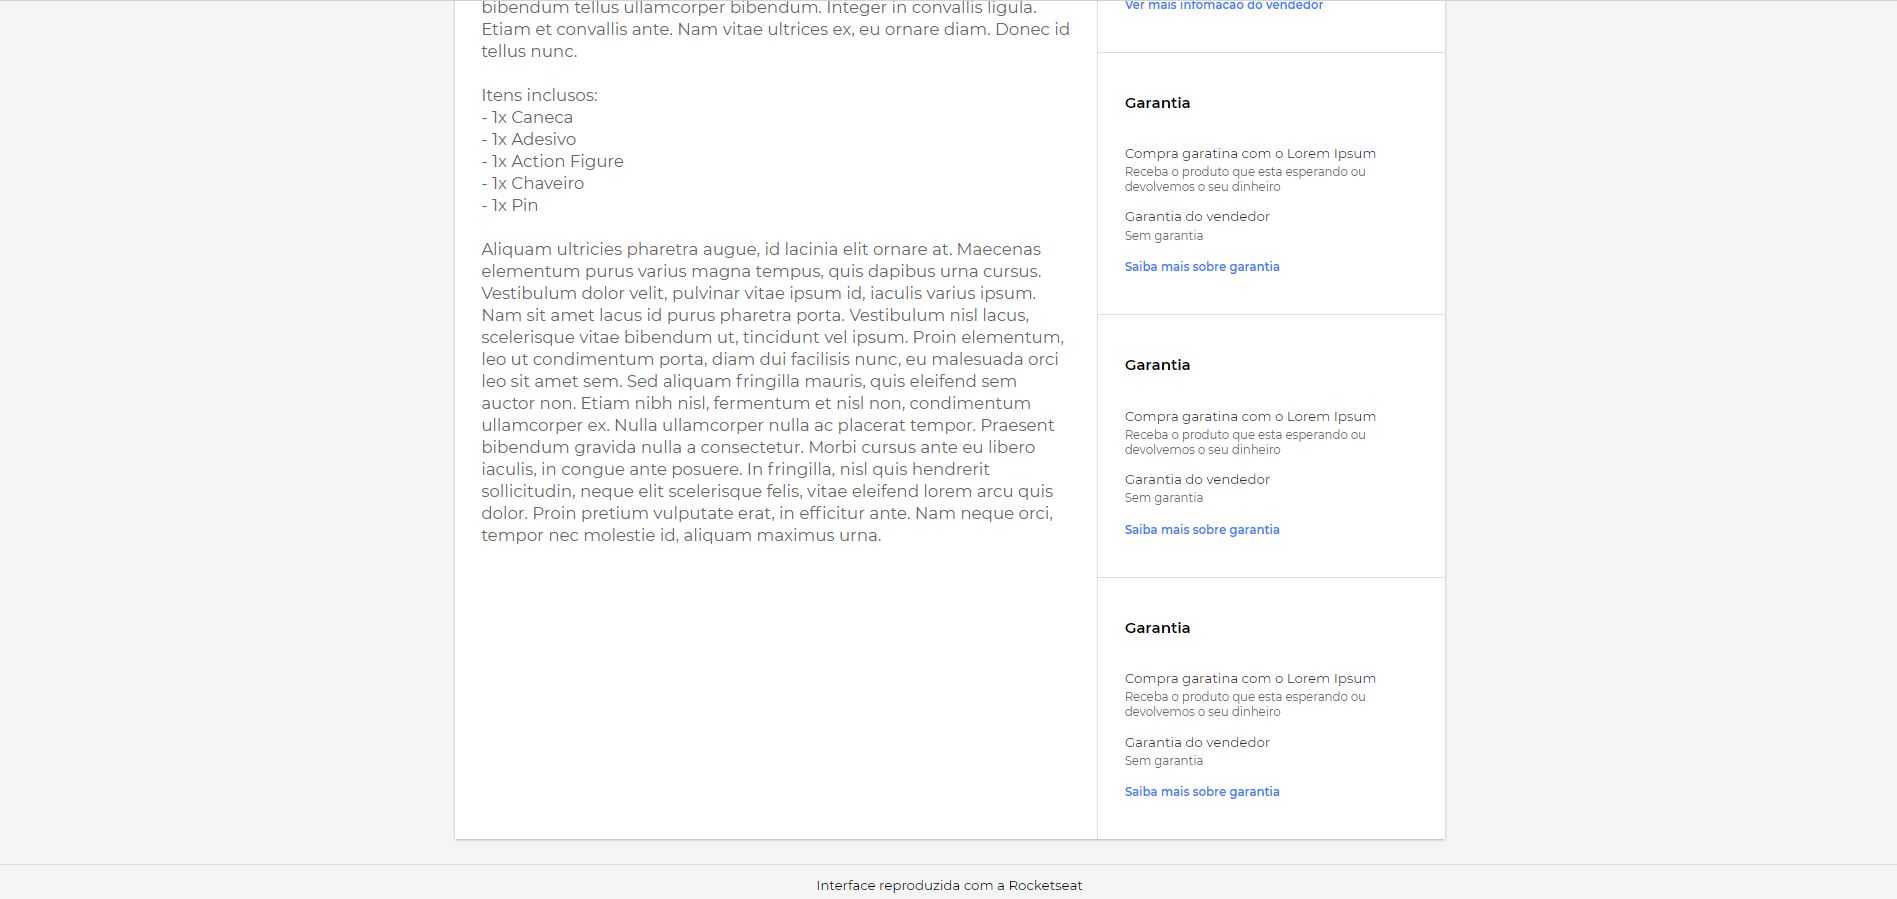 bibendum tellus ullamcorper bibendum. Integer in convallis ligula.
Etiam et convallis ante. Nam vitae ultrices ex, eu ornare diam. Donec id
tellus nunc.
Itens inclusos:
- 1x Caneca
- 1x Adesivo
- 1x Action Figure
- 1x Chaveiro
- 1x Pin
Aliquam ultricies pharetra augue, id lacinia elit ornare at. Maecenas
elementum purus varius magna tempus, quis dapibus urna cursus.
Vestibulum dolor velit, pulvinar vitae ipsum id, iaculis varius ipsum.
Nam sit amet lacus id purus pharetra porta. Vestibulum nisl lacus,
scelerisque vitae bibendum ut, tincidunt vel ipsum. Proin elementum,
leo ut condimentum porta, diam dui facilisis nunc, eu malesuada orci
leo sit amet sem. Sed aliquam fringilla mauris, quis eleifend sem
auctor non. Etiam nibh nisl, fermentum et nisl non, condimentum
ullamcorper ex. Nulla ullamcorper nulla ac placerat tempor. Praesent
bibendum gravida nulla a consectetur. Morbi cursus ante eu libero
iaculis, in congue ante posuere. In fringilla, nisl quis hendrerit
sollicitudin, neque elit scelerisque felis, vitae eleifend lorem arcu quis
dolor. Proin pretium vulputate erat, in efficitur ante. Nam neque orci,
tempor nec molestie id, aliquam maximus urna.
Ver mais infomacao do vendedor
Garantia
Compra garatina com o Lorem Ipsum
Receba o produto que esta esperando ou
devolvemos o seu dinheiro
Garantia do vendedor
Sem garantia
Saiba mais sobre garantia
Garantia
Compra garatina com o Lorem Ipsum
Receba o produto que esta esperando ou
devolvemos o seu dinheiro
Garantia do vendedor
Sem garantia
Saiba mais sobre garantia
Garantia
Compra garatina com o Lorem Ipsum
Receba o produto que esta esperando ou
devolvemos o seu dinheiro
Garantia do vendedor
Sem garantia
Saiba mais sobre garantia
Interface reproduzida com a Rocketseat